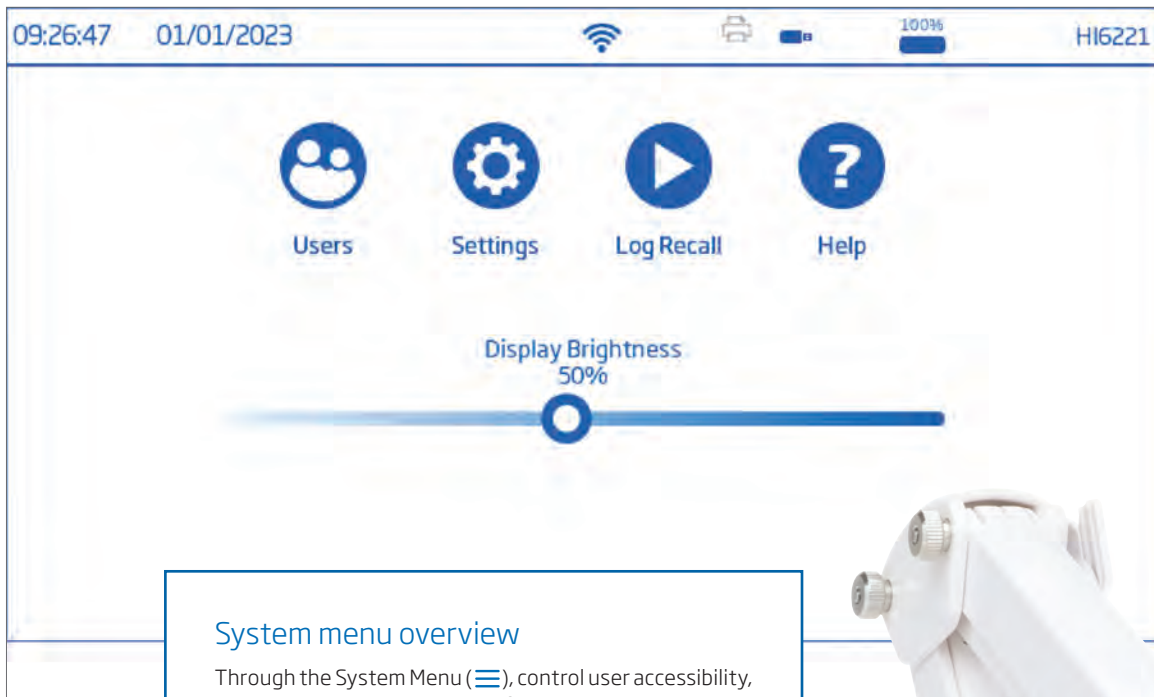 09:26:47 01/01/2023 100% HI6221
Users Settings Log Recall Help
Display Brightness
50%
System menu overview
Through the System Menu (☰), control user accessibility,